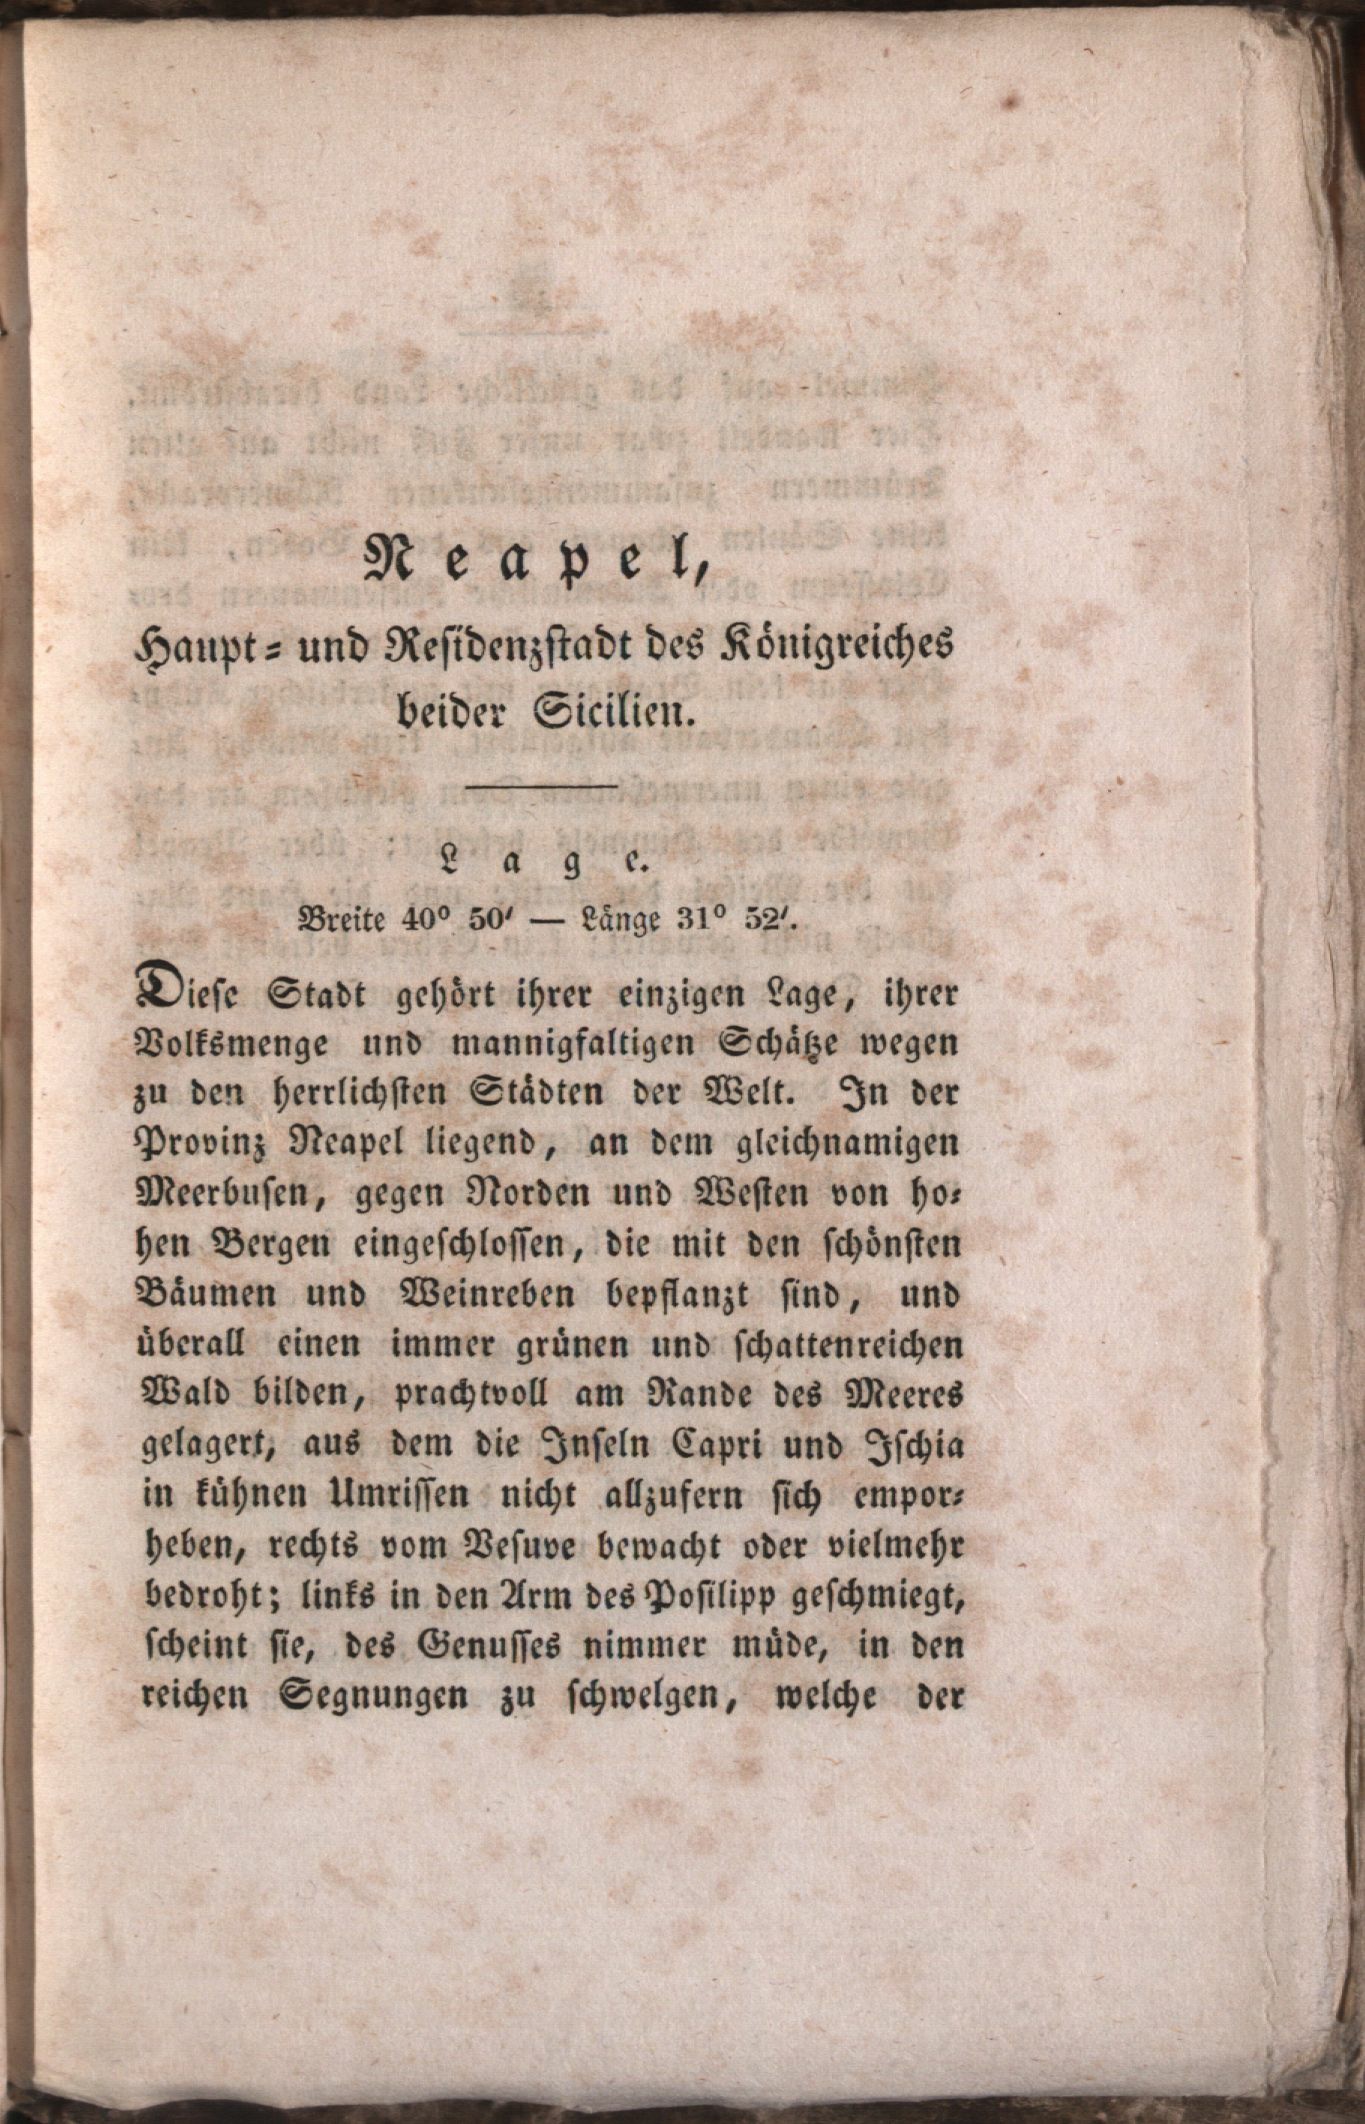 Neapel,
Haupt- und Residenzstadt des Königreiches
beider Sicilien.
Lage.
Breite 40° 50′ — Länge 31° 52′.
Diese Stadt gehört ihrer einzigen Lage, ihrer
Volksmenge und mannigfaltigen Schätze wegen
zu den herrlichsten Städten der Welt. In der
Provinz Neapel liegend, an dem gleichnamigen
Meerbusen, gegen Norden und Westen von ho-
hen Bergen eingeschlossen, die mit den schönsten
Bäumen und Weinreben bepflanzt sind, und
überall einen immer grünen und schattenreichen
Wald bilden, prachtvoll am Rande des Meeres
gelagert, aus dem die Inseln Capri und Ischia
in kühnen Umrissen nicht allzufern sich empor-
heben, rechts vom Vesuve bewacht oder vielmehr
bedroht; links in den Arm des Posilipp geschmiegt,
scheint sie, des Genusses nimmer müde, in den
reichen Segnungen zu schwelgen, welche der